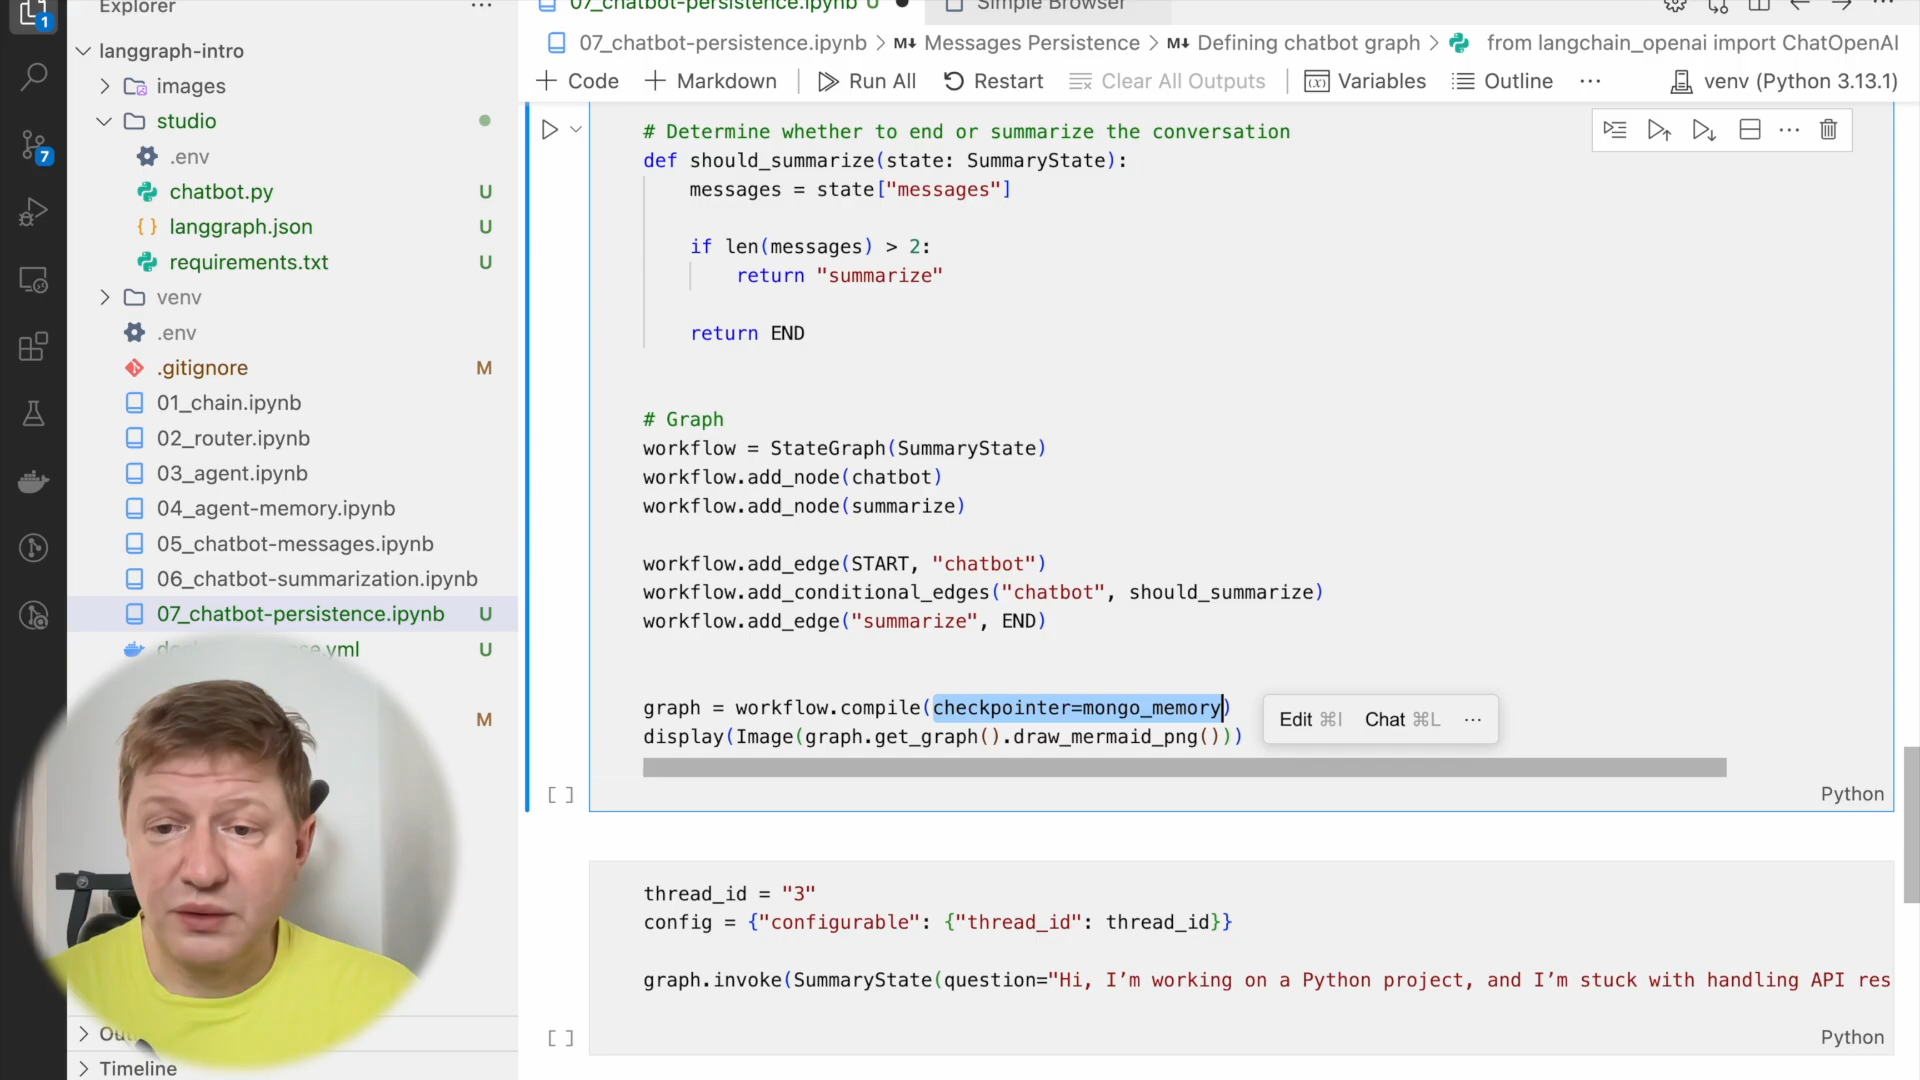 Explorer
07_chatbot-persistence.ipynb U
Simple Browser
1
langgraph-intro
07_chatbot-persistence.ipynb > M↓ Messages Persistence > M↓ Defining chatbot graph > from langchain_openai import ChatOpenAI
Code
Markdown
Run All
Restart
Clear All Outputs
Variables
Outline
venv (Python 3.13.1)
images
studio
.env
chatbot.py U
langgraph.json U
requirements.txt U
venv
.env
.gitignore M
01_chain.ipynb
02_router.ipynb
03_agent.ipynb
04_agent-memory.ipynb
05_chatbot-messages.ipynb
06_chatbot-summarization.ipynb
07_chatbot-persistence.ipynb U
.yml U
M
7
Timeline
# Determine whether to end or summarize the conversation
def should_summarize(state: SummaryState):
messages = state["messages"]
if len(messages) > 2:
return "summarize"
return END
# Graph
workflow = StateGraph(SummaryState)
workflow.add_node(chatbot)
workflow.add_node(summarize)
workflow.add_edge(START, "chatbot")
workflow.add_conditional_edges("chatbot", should_summarize)
workflow.add_edge("summarize", END)
graph = workflow.compile(checkpointer=mongo_memory)
Edit ⌘I Chat ⌘L ···
display(Image(graph.get_graph().draw_mermaid_png()))
[ ]
Python
thread_id = "3"
config = {"configurable": {"thread_id": thread_id}}
graph.invoke(SummaryState(question="Hi, I’m working on a Python project, and I’m stuck with handling API res
[ ]
Python